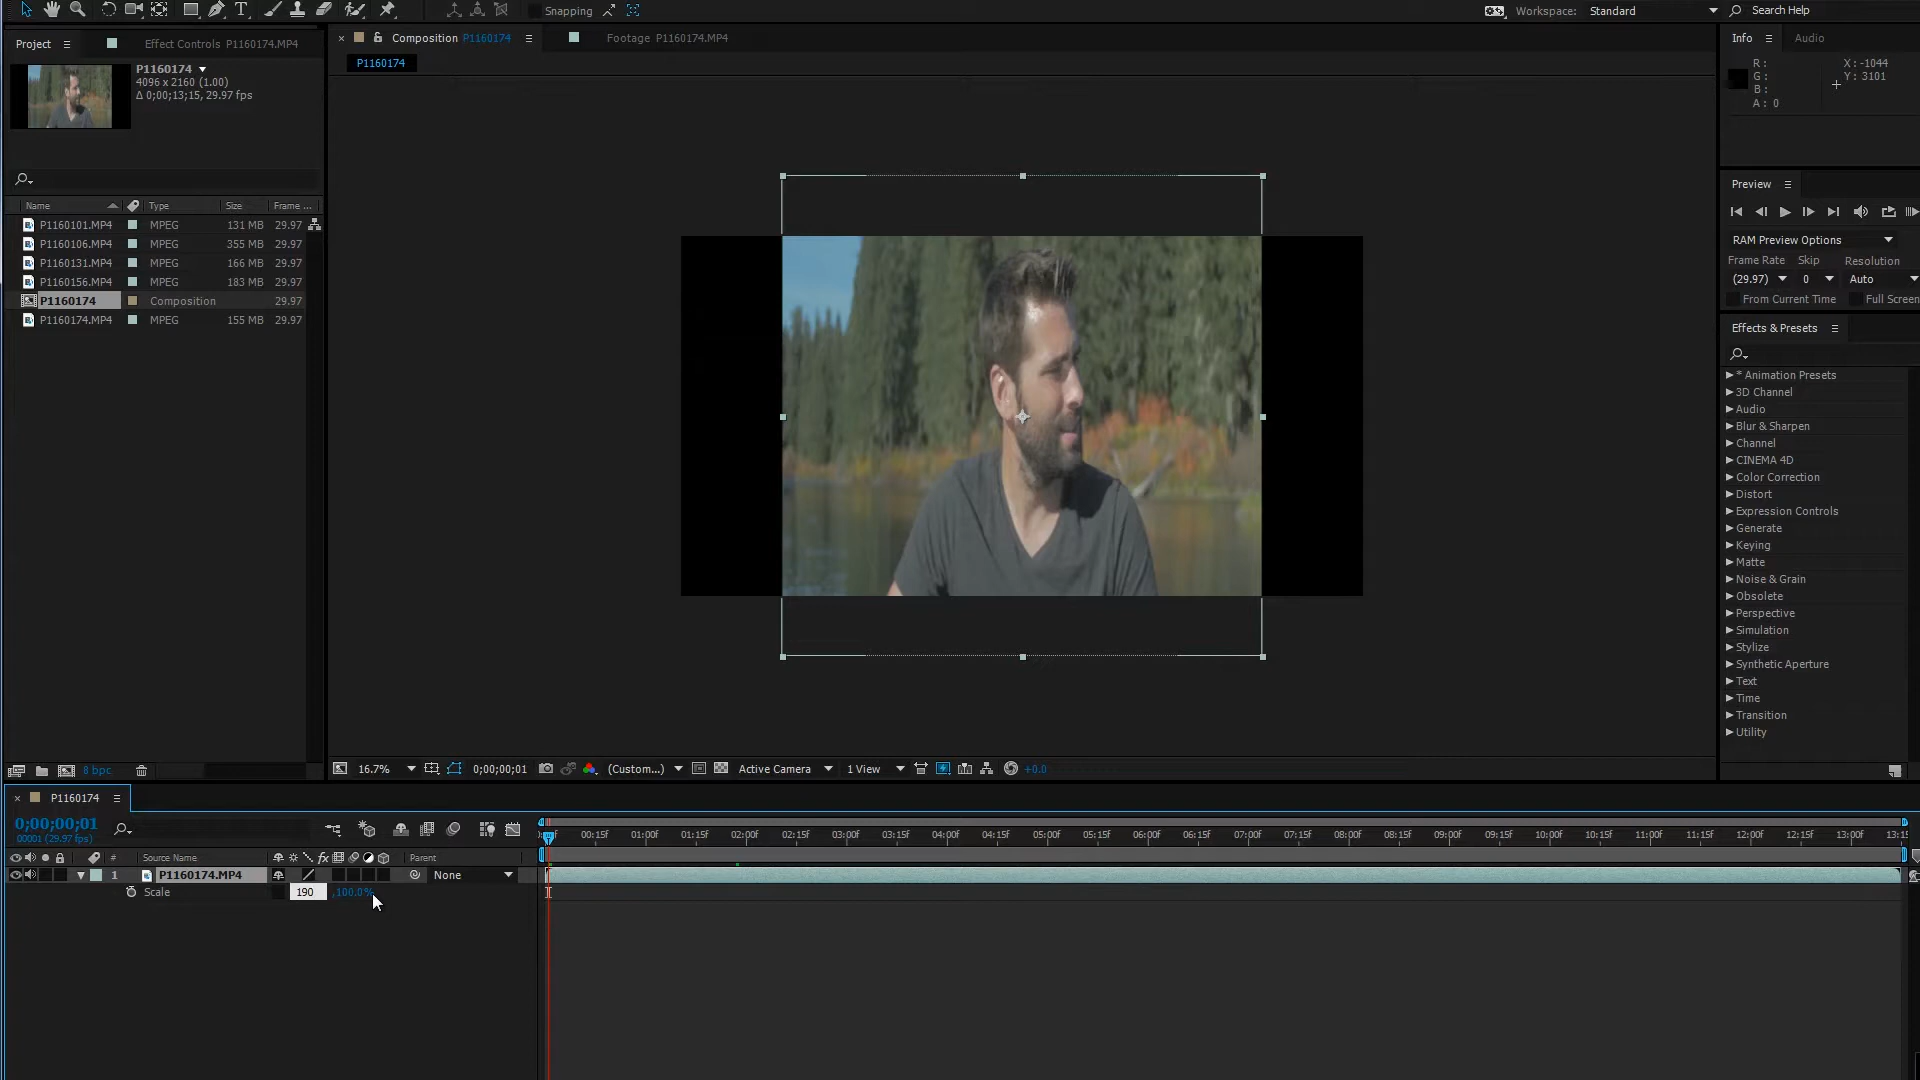 Snapping
Workspace: Standard
Search Help
Project
Effect Controls P1160174.MP4
P1160174
4096 x 2160 (1.00)
Δ 0;00;13;15, 29.97 fps
Name Type Size Frame ...
P1160101.MP4 MPEG 131 MB 29.97
P1160106.MP4 MPEG 355 MB 29.97
P1160131.MP4 MPEG 166 MB 29.97
P1160156.MP4 MPEG 183 MB 29.97
P1160174 Composition 29.97
P1160174.MP4 MPEG 155 MB 29.97
8 bpc
Composition P1160174
Footage P1160174.MP4
P1160174
16.7% 0;00;00;01 (Custom...) Active Camera 1 View +0.0
Info Audio
R :
G :
B :
A : 0
X : -1044
Y : 3101
Preview
RAM Preview Options
Frame Rate Skip Resolution
(29.97) 0 Auto
From Current Time Full Screen
Effects & Presets
* Animation Presets
3D Channel
Audio
Blur & Sharpen
Channel
CINEMA 4D
Color Correction
Distort
Expression Controls
Generate
Keying
Matte
Noise & Grain
Obsolete
Perspective
Simulation
Stylize
Synthetic Aperture
Text
Time
Transition
Utility
P1160174
0;00;00;01
00001 (29.97 fps)
00:15f 01:00f 01:15f 02:00f 02:15f 03:00f 03:15f 04:00f 04:15f 05:00f 05:15f 06:00f 06:15f 07:00f 07:15f 08:00f 08:15f 09:00f 09:15f 10:00f 10:15f 11:00f 11:15f 12:00f 12:15f 13:00f
# Source Name fx Parent
1 P1160174.MP4 None
Scale 190 ,100.0%